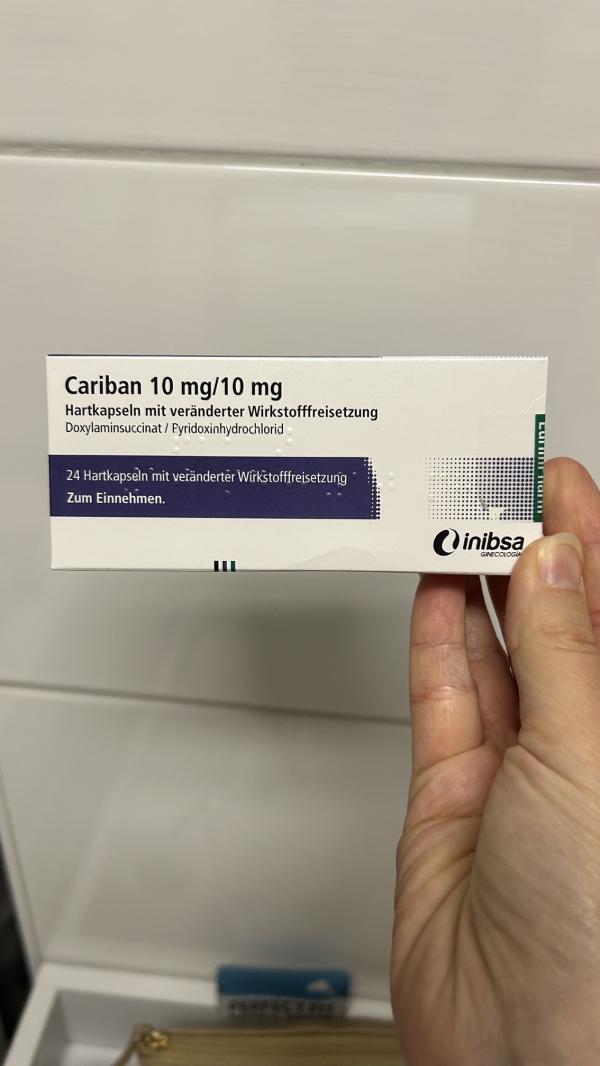 Cariban 10 mg/10 mg
Hartkapseln mit veränderter Wirkstofffreisetzung
Doxylaminsuccinat / Pyridoxinhydrochlorid
24 Hartkapseln mit veränderter Wirkstofffreisetzung
Zum Einnehmen.
inibsa
GINECOLOGÍA